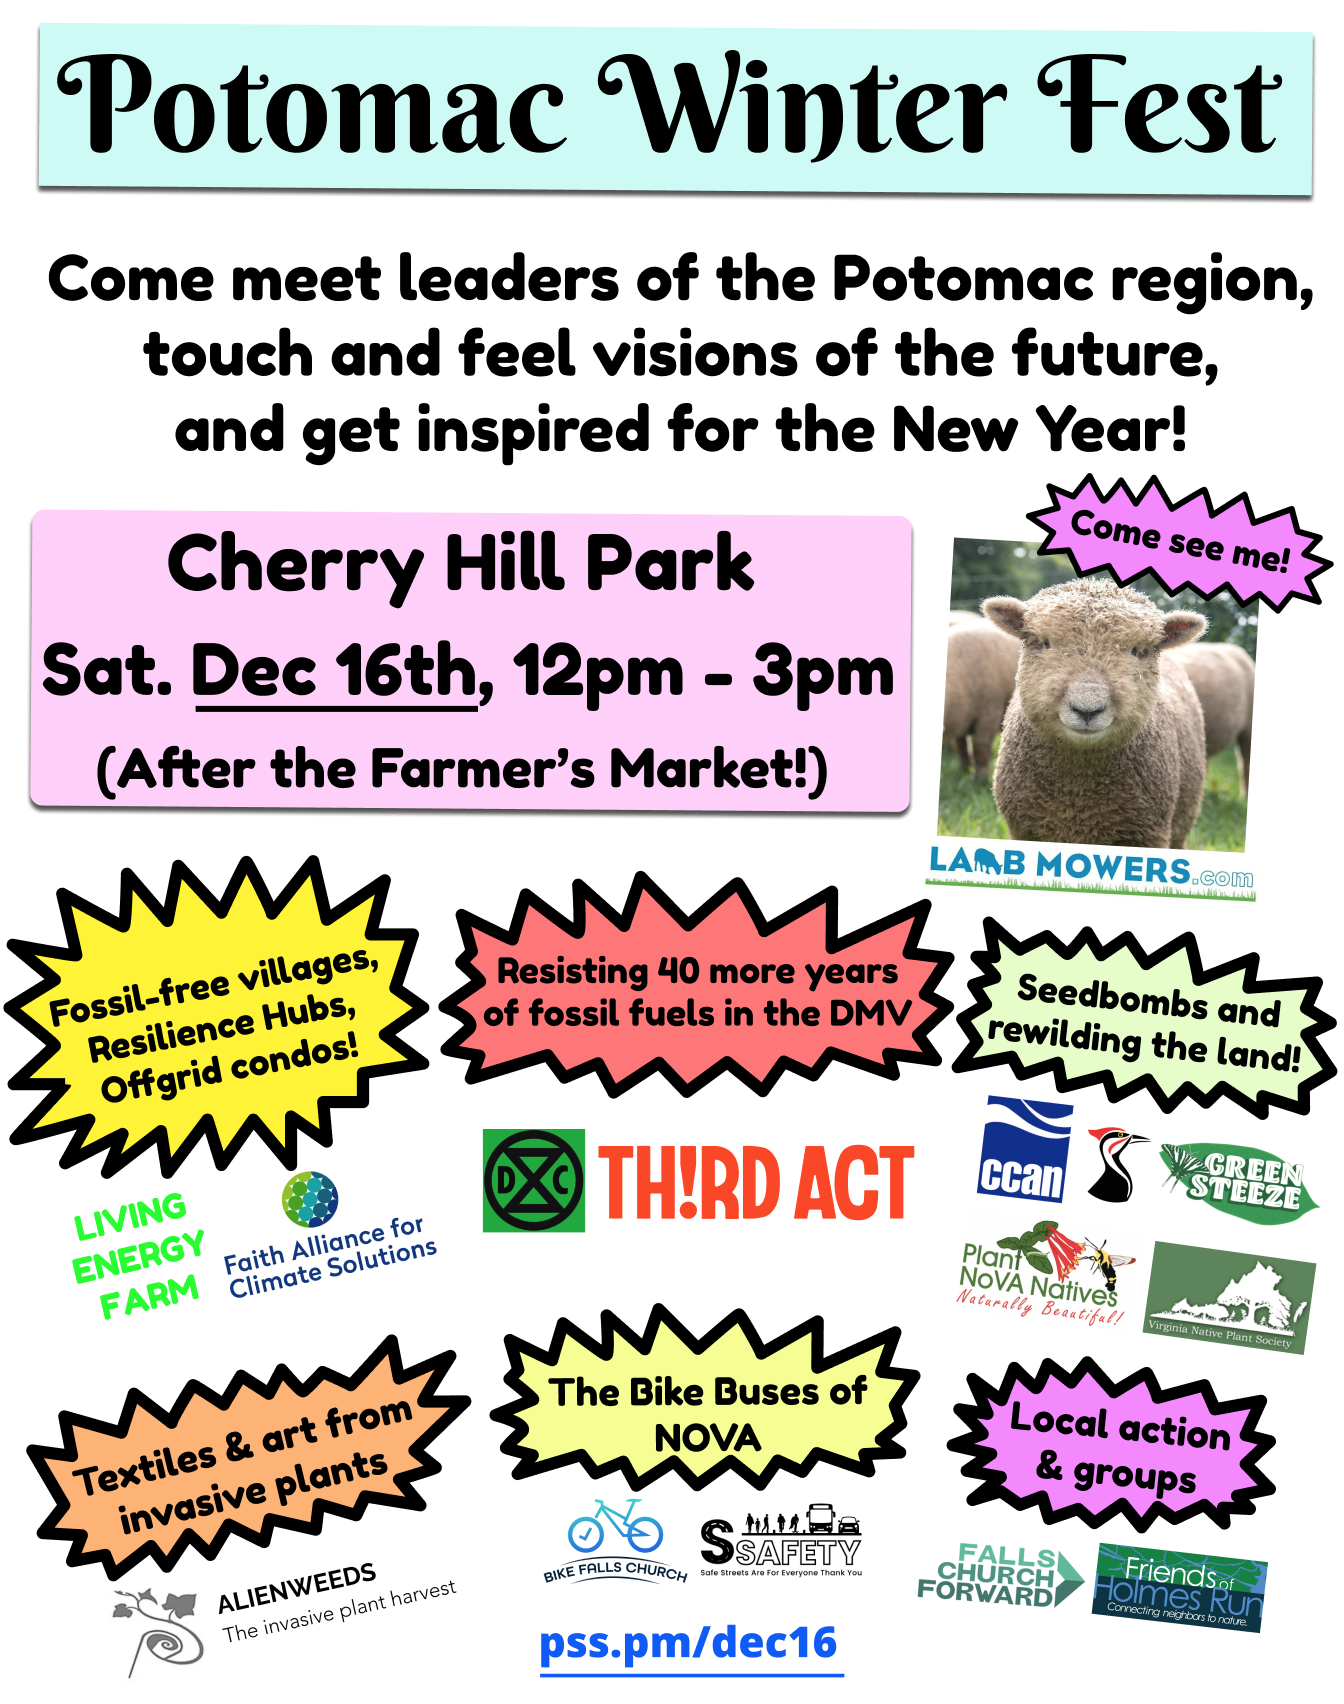 Potomac Winter Fest
Come meet leaders of the Potomac region,
touch and feel visions of the future,
and get inspired for the New Year!
Cherry Hill Park
Sat. Dec 16th, 12pm - 3pm
(After the Farmer's Market!)
Come see me!
LAMB MOWERS.com
Fossil-free villages,
Resilience Hubs,
Offgrid condos!
LIVING
ENERGY
FARM
Faith Alliance for
Climate Solutions
Resisting 40 more years
of fossil fuels in the DMV
DC
TH!RD ACT
Seedbombs and
rewilding the land!
ccan
GREEN
STEEZE
Plant
NoVA Natives
Naturally Beautiful!
Virginia Native Plant Society
Textiles & art from
invasive plants
ALIENWEEDS
The invasive plant harvest
The Bike Buses of
NOVA
BIKE FALLS CHURCH
SSAFETY
Safe Streets Are For Everyone Thank You
Local action
& groups
FALLS
CHURCH
FORWARD
Friends of
Holmes Run
Connecting neighbors to nature.
pss.pm/dec16